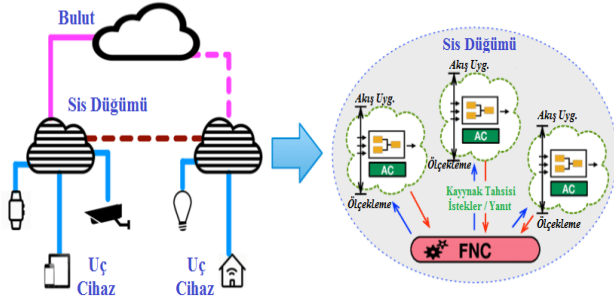 Bulut
Sis Düğümü
Uç
Cihaz
Uç
Cihaz
Sis Düğümü
Akış Uyg.
AC
Ölçekleme
Akış Uyg.
AC
Ölçekleme
Akış Uyg.
AC
Ölçekleme
Kayynak Tahsisi
İstekler / Yanıt
FNC